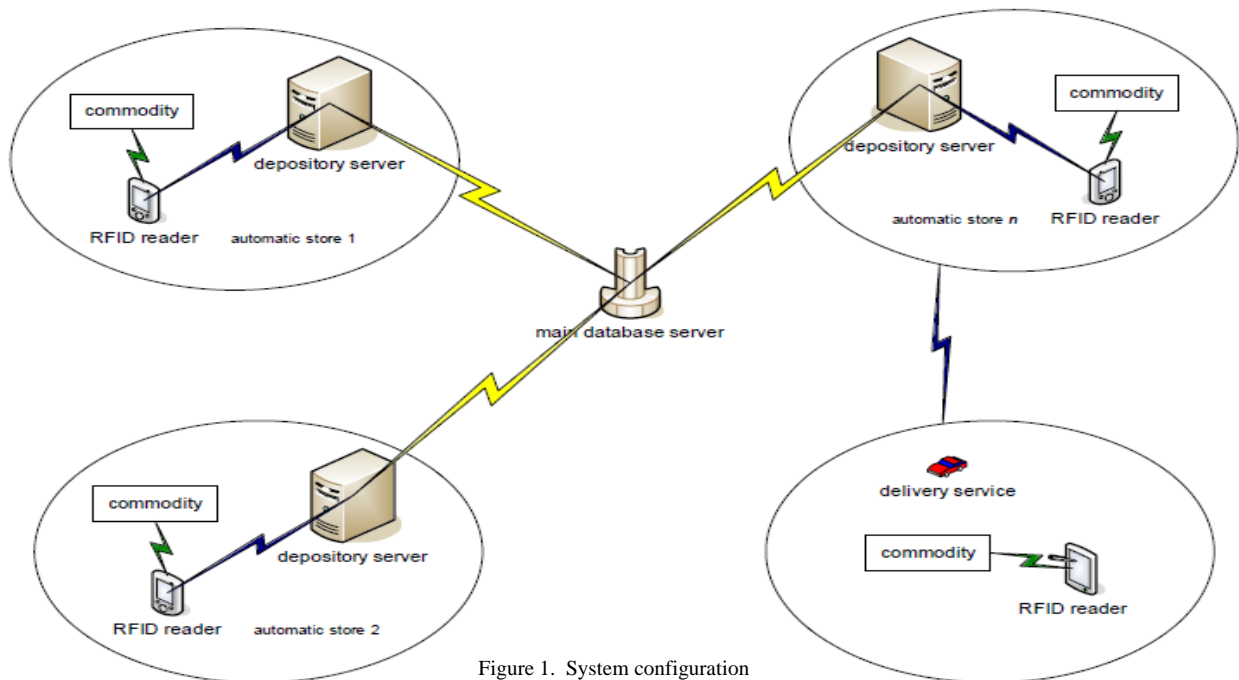 commodity
depository server
RFID reader
automatic store 1
commodity
depository server
automatic store n
RFID reader
main database server
commodity
depository server
RFID reader
automatic store 2
delivery service
commodity
RFID reader
Figure 1. System configuration